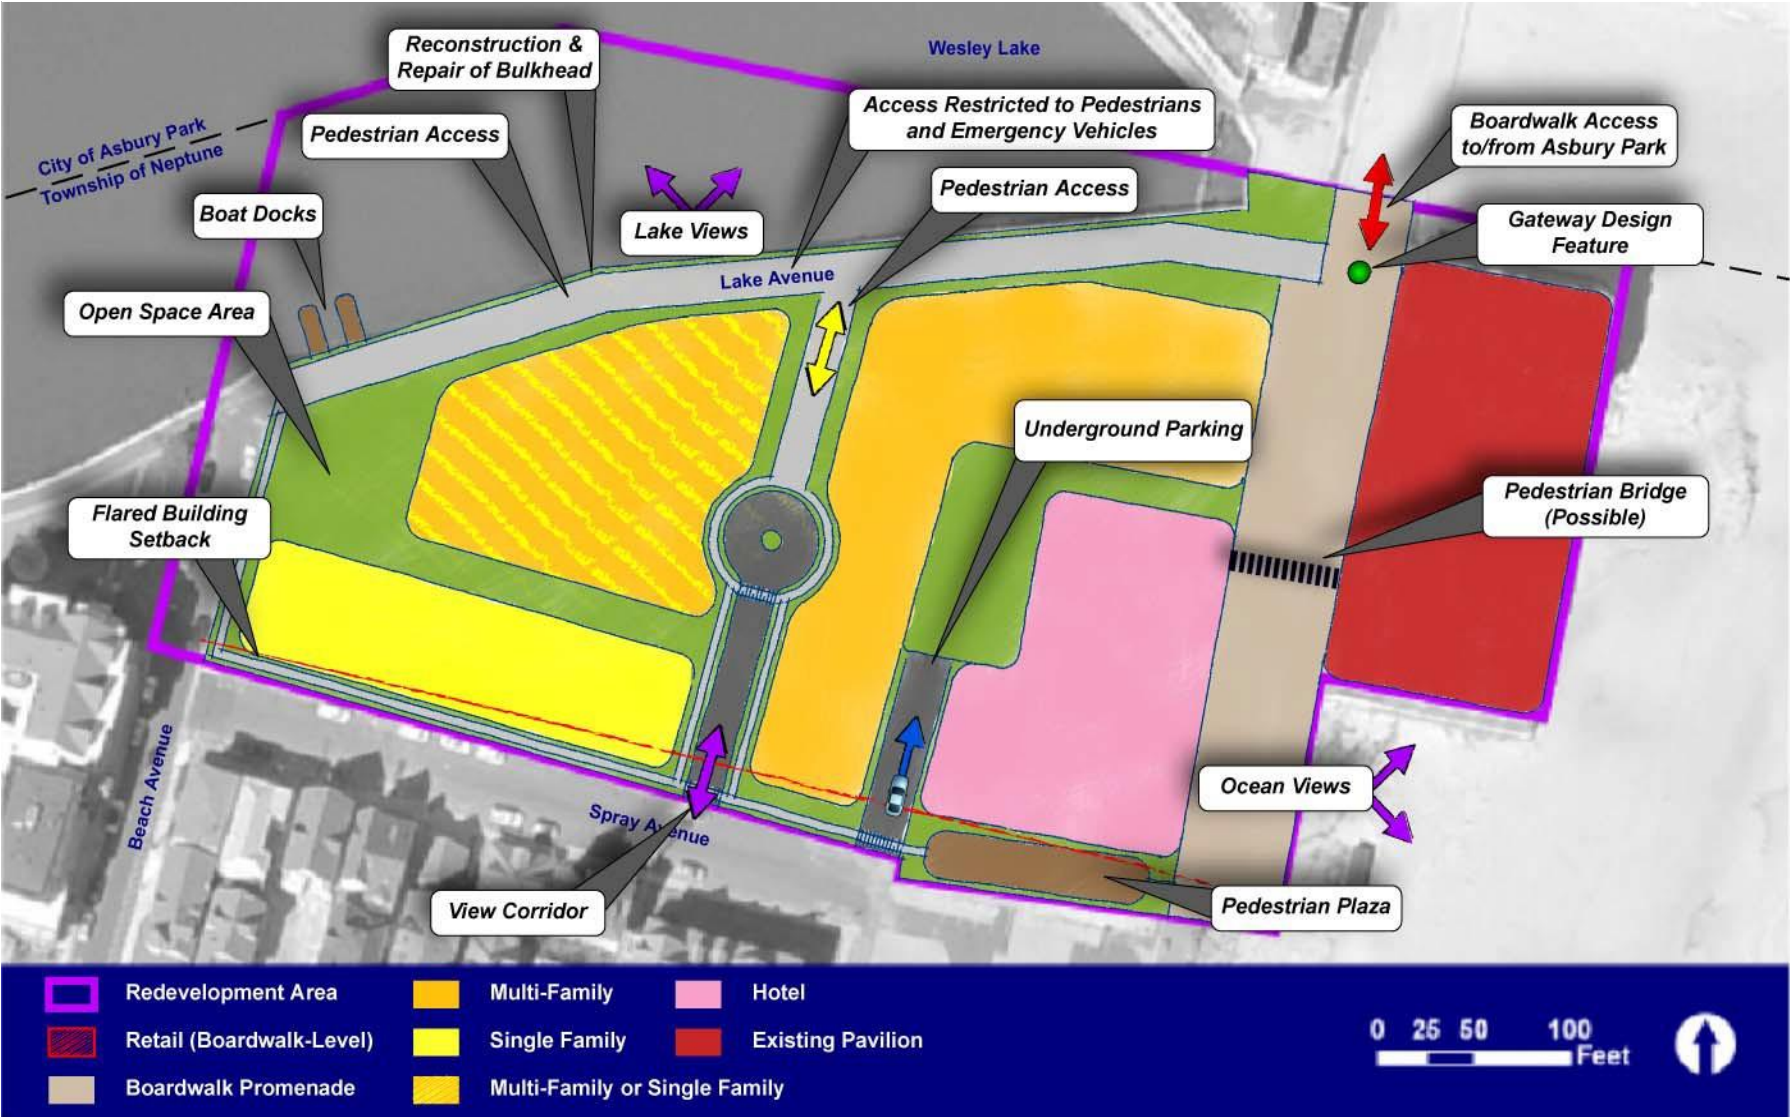 Wesley Lake
Reconstruction &
Repair of Bulkhead
Access Restricted to Pedestrians
and Emergency Vehicles
Boardwalk Access
to/from Asbury Park
City of Asbury Park
Township of Neptune
Pedestrian Access
Pedestrian Access
Boat Docks
Lake Views
Gateway Design
Feature
Lake Avenue
Open Space Area
Underground Parking
Flared Building
Setback
Pedestrian Bridge
(Possible)
Beach Avenue
Spray Avenue
Ocean Views
View Corridor
Pedestrian Plaza
Redevelopment Area
Retail (Boardwalk-Level)
Boardwalk Promenade
Multi-Family
Single Family
Multi-Family or Single Family
Hotel
Existing Pavilion
0 25 50 100
Feet